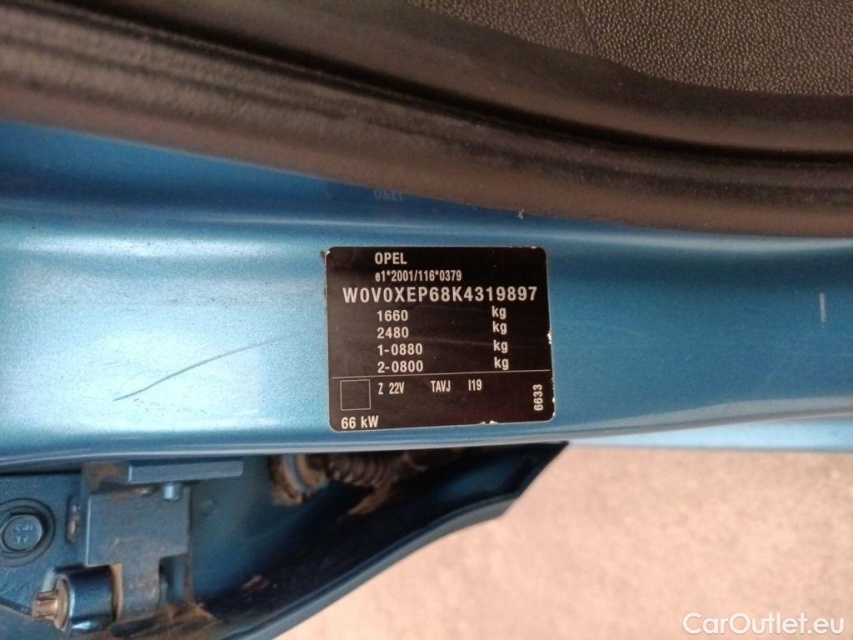 OPEL
e1*2001/116*0379
W0V0XEP68K4319897
1660 kg
2480 kg
1-0880 kg
2-0800 kg
Z 22V TAVJ I19
6633
66 kW
CarOutlet.eu